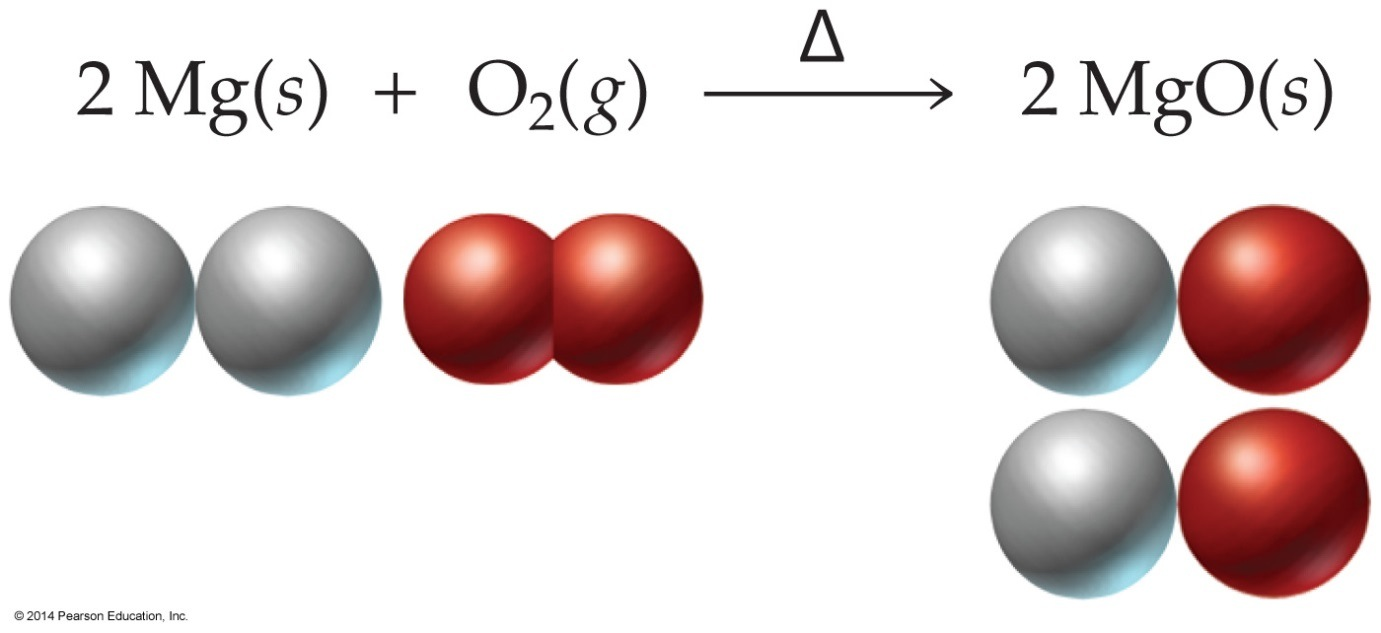 Δ
2 Mg(s) + O₂(g) ⟶ 2 MgO(s)
© 2014 Pearson Education, Inc.